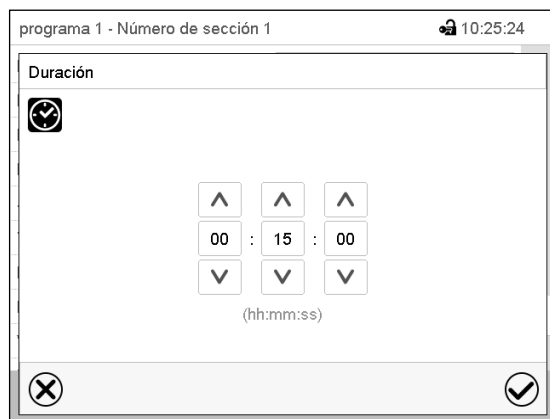 programa 1 - Número de sección 1 10:25:24
Duración
00 : 15 : 00
(hh:mm:ss)